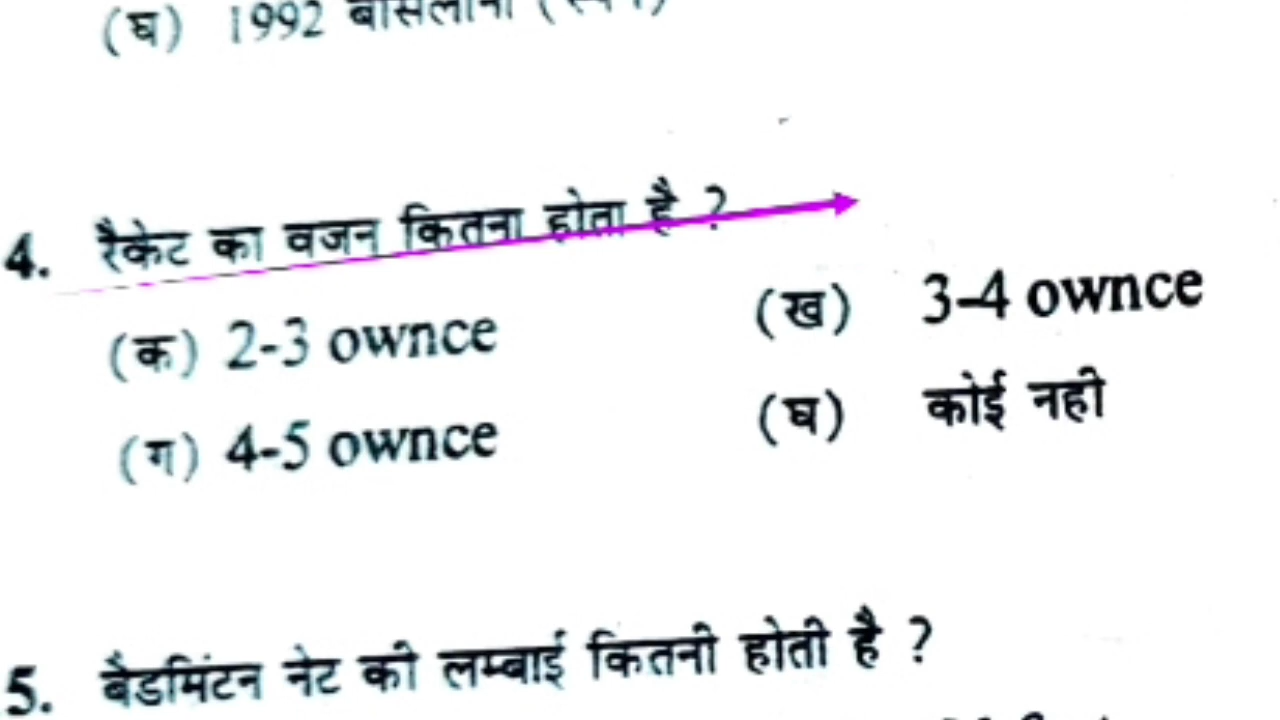 (घ) 1992
4. रैकेट का वजन कितना होता है ?
(क) 2-3 ownce (ख) 3-4 ownce
(ग) 4-5 ownce (घ) कोई नही
5. बैडमिंटन नेट की लम्बाई कितनी होती है ?